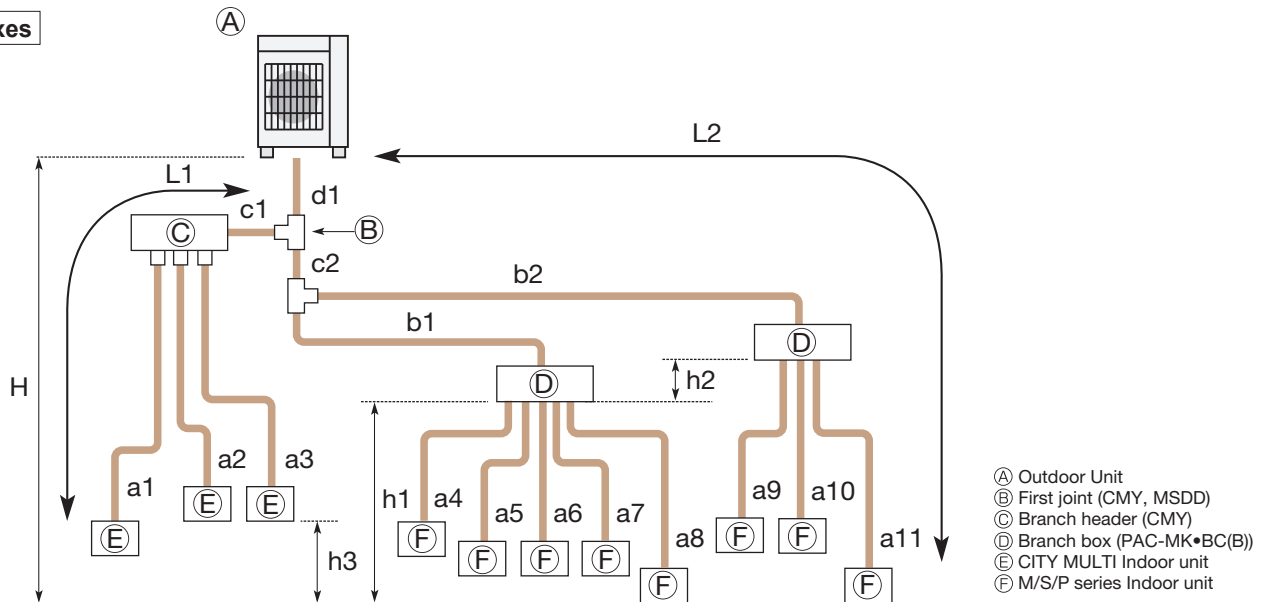 Ⓐ
L2
L1
d1
c1
Ⓒ
Ⓑ
c2
b2
b1
Ⓓ
Ⓓ
h2
H
a1
a2
a3
Ⓔ
Ⓔ
Ⓔ
h3
h1
a4
a5
a6
a7
a8
a9
a10
a11
Ⓕ
Ⓕ
Ⓕ
Ⓕ
Ⓕ
Ⓕ
Ⓕ
Ⓕ
Ⓐ Outdoor Unit
Ⓑ First joint (CMY, MSDD)
Ⓒ Branch header (CMY)
Ⓓ Branch box (PAC-MK•BC(B))
Ⓔ CITY MULTI Indoor unit
Ⓕ M/S/P series Indoor unit